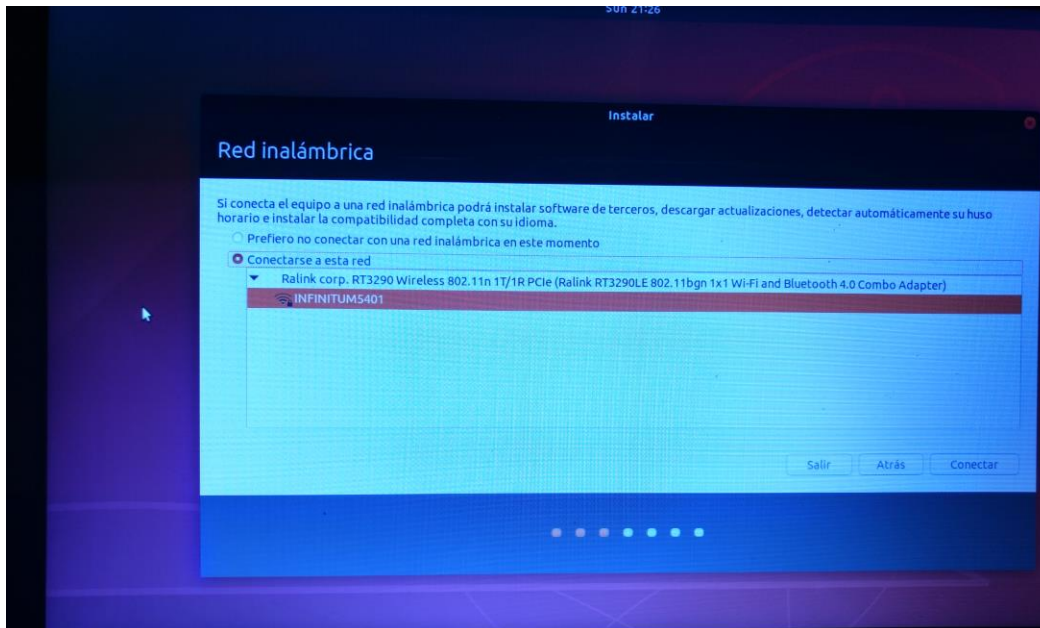 Sun 21:26
Instalar
Red inalámbrica
Si conecta el equipo a una red inalámbrica podrá instalar software de terceros, descargar actualizaciones, detectar automáticamente su huso
horario e instalar la compatibilidad completa con su idioma.
Prefiero no conectar con una red inalámbrica en este momento
Conectarse a esta red
Ralink corp. RT3290 Wireless 802.11n 1T/1R PCIe (Ralink RT3290LE 802.11bgn 1x1 Wi-Fi and Bluetooth 4.0 Combo Adapter)
INFINITUM5401
Salir Atrás Conectar